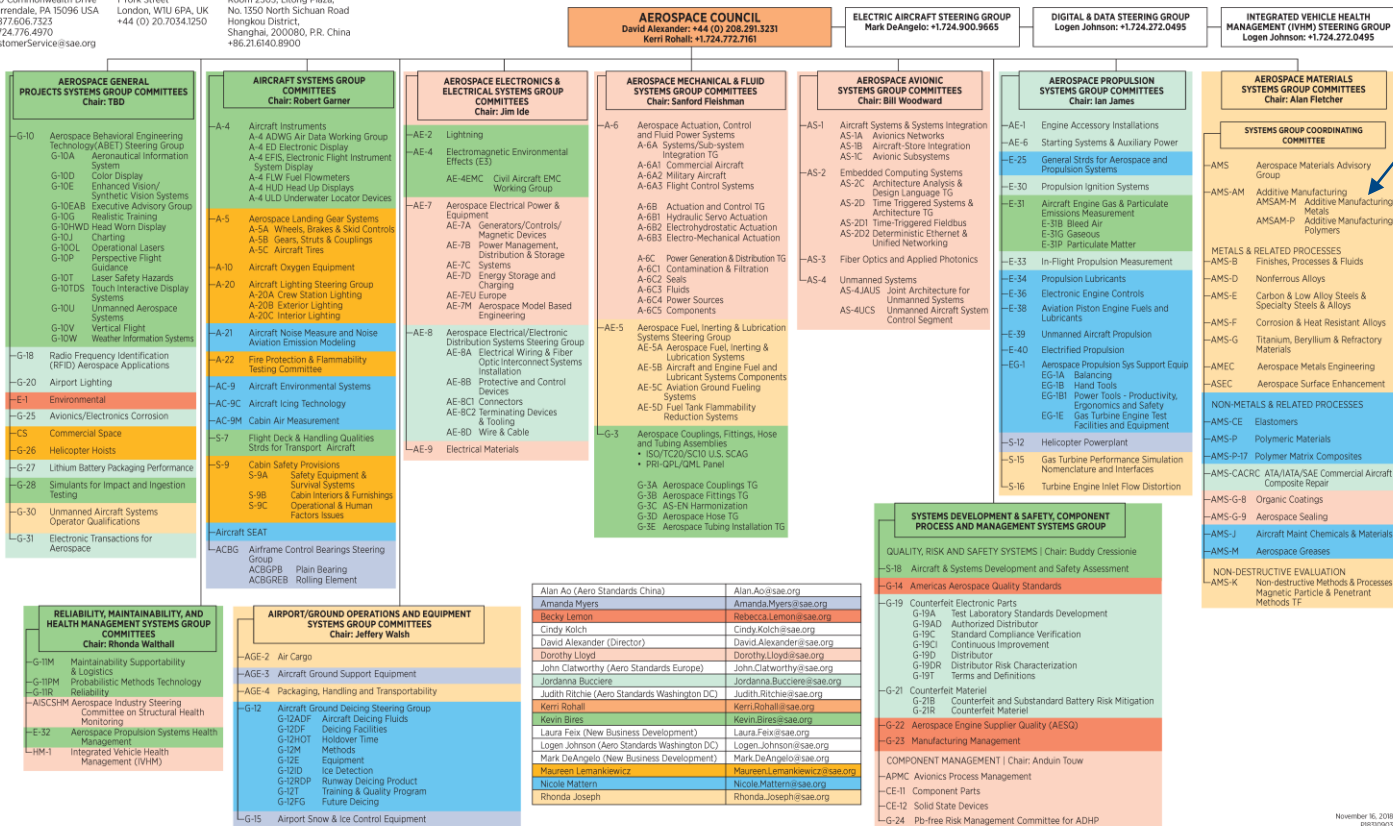 Commonwealth Drive
Warrendale, PA 15096 USA
877.606.7323
724.776.4970
CustomerService@sae.org
1 York Street
London, W1U 6PA, UK
+44 (0) 20.7034.1250
No. 1350 North Sichuan Road
Hongkou District,
Shanghai, 200080, P.R. China
+86.21.6140.8900
AEROSPACE COUNCIL
David Alexander: +44 (0) 208.291.3231
Kerri Rohall: +1.724.772.7161
ELECTRIC AIRCRAFT STEERING GROUP
Mark DeAngelo: +1.724.900.9665
DIGITAL & DATA STEERING GROUP
Logen Johnson: +1.724.272.0495
INTEGRATED VEHICLE HEALTH
MANAGEMENT (IVHM) STEERING GROUP
Logen Johnson: +1.724.272.0495
AEROSPACE GENERAL
PROJECTS SYSTEMS GROUP COMMITTEES
Chair: TBD
G-10 Aerospace Behavioral Engineering
Technology(ABET) Steering Group
G-10A Aeronautical Information
System
G-10D Color Display
G-10E Enhanced Vision/
Synthetic Vision Systems
G-10EAB Executive Advisory Group
G-10G Realistic Training
G-10HWD Head Worn Display
G-10J Charting
G-10OL Operational Lasers
G-10P Perspective Flight
Guidance
G-10T Laser Safety Hazards
G-10TDS Touch Interactive Display
Systems
G-10U Unmanned Aerospace
Systems
G-10V Vertical Flight
G-10W Weather Information Systems
G-18 Radio Frequency Identification
(RFID) Aerospace Applications
G-20 Airport Lighting
E-1 Environmental
G-25 Avionics/Electronics Corrosion
CS Commercial Space
G-26 Helicopter Hoists
G-27 Lithium Battery Packaging Performance
G-28 Simulants for Impact and Ingestion
Testing
G-30 Unmanned Aircraft Systems
Operator Qualifications
G-31 Electronic Transactions for
Aerospace
AIRCRAFT SYSTEMS GROUP
COMMITTEES
Chair: Robert Garner
A-4 Aircraft Instruments
A-4 ADWG Air Data Working Group
A-4 ED Electronic Display
A-4 EFIS, Electronic Flight Instrument
System Display
A-4 FLW Fuel Flowmeters
A-4 HUD Head Up Displays
A-4 ULD Underwater Locator Devices
A-5 Aerospace Landing Gear Systems
A-5A Wheels, Brakes & Skid Controls
A-5B Gears, Struts & Couplings
A-5C Aircraft Tires
A-10 Aircraft Oxygen Equipment
A-20 Aircraft Lighting Steering Group
A-20A Crew Station Lighting
A-20B Exterior Lighting
A-20C Interior Lighting
A-21 Aircraft Noise Measure and Noise
Aviation Emission Modeling
A-22 Fire Protection & Flammability
Testing Committee
AC-9 Aircraft Environmental Systems
AC-9C Aircraft Icing Technology
AC-9M Cabin Air Measurement
S-7 Flight Deck & Handling Qualities
Strds for Transport Aircraft
S-9 Cabin Safety Provisions
S-9A Safety Equipment &
Survival Systems
S-9B Cabin Interiors & Furnishings
S-9C Operational & Human
Factors Issues
Aircraft SEAT
ACBG Airframe Control Bearings Steering
Group
ACBGPB Plain Bearing
ACBGREB Rolling Element
AEROSPACE ELECTRONICS &
ELECTRICAL SYSTEMS GROUP
COMMITTEES
Chair: Jim Ide
AE-2 Lightning
AE-4 Electromagnetic Environmental
Effects (E3)
AE-4EMC Civil Aircraft EMC
Working Group
AE-7 Aerospace Electrical Power &
Equipment
AE-7A Generators/Controls/
Magnetic Devices
AE-7B Power Management,
Distribution & Storage
AE-7C Systems
AE-7D Energy Storage and
Charging
AE-7EU Europe
AE-7M Aerospace Model Based
Engineering
AE-8 Aerospace Electrical/Electronic
Distribution Systems Steering Group
AE-8A Electrical Wiring & Fiber
Optic Interconnect Systems
Installation
AE-8B Protective and Control
Devices
AE-8C1 Connectors
AE-8C2 Terminating Devices
& Tooling
AE-8D Wire & Cable
AE-9 Electrical Materials
AEROSPACE MECHANICAL & FLUID
SYSTEMS GROUP COMMITTEES
Chair: Sanford Fleishman
A-6 Aerospace Actuation, Control
and Fluid Power Systems
A-6A Systems/Sub-system
Integration TG
A-6A1 Commercial Aircraft
A-6A2 Military Aircraft
A-6A3 Flight Control Systems
A-6B Actuation and Control TG
A-6B1 Hydraulic Servo Actuation
A-6B2 Electrohydrostatic Actuation
A-6B3 Electro-Mechanical Actuation
A-6C Power Generation & Distribution TG
A-6C1 Contamination & Filtration
A-6C2 Seals
A-6C3 Fluids
A-6C4 Power Sources
A-6C5 Components
AE-5 Aerospace Fuel, Inerting & Lubrication
Systems Steering Group
AE-5A Aerospace Fuel, Inerting &
Lubrication Systems
AE-5B Aircraft and Engine Fuel and
Lubricant Systems Components
AE-5C Aviation Ground Fueling
Systems
AE-5D Fuel Tank Flammability
Reduction Systems
G-3 Aerospace Couplings, Fittings, Hose
and Tubing Assemblies
• ISO/TC20/SC10 U.S. SCAG
• PRI-QPL/QML Panel
G-3A Aerospace Couplings TG
G-3B Aerospace Fittings TG
G-3C AS-EN Harmonization
G-3D Aerospace Hose TG
G-3E Aerospace Tubing Installation TG
AEROSPACE AVIONIC
SYSTEMS GROUP COMMITTEES
Chair: Bill Woodward
AS-1 Aircraft Systems & Systems Integration
AS-1A Avionics Networks
AS-1B Aircraft-Store Integration
AS-1C Avionic Subsystems
AS-2 Embedded Computing Systems
AS-2C Architecture Analysis &
Design Language TG
AS-2D Time Triggered Systems &
Architecture TG
AS-2D1 Time-Triggered Fieldbus
AS-2D2 Deterministic Ethernet &
Unified Networking
AS-3 Fiber Optics and Applied Photonics
AS-4 Unmanned Systems
AS-4JAUS Joint Architecture for
Unmanned Systems
AS-4UCS Unmanned Aircraft System
Control Segment
AEROSPACE PROPULSION
SYSTEMS GROUP COMMITTEES
Chair: Ian James
AE-1 Engine Accessory Installations
AE-6 Starting Systems & Auxiliary Power
E-25 General Strds for Aerospace and
Propulsion Systems
E-30 Propulsion Ignition Systems
E-31 Aircraft Engine Gas & Particulate
Emissions Measurement
E-31B Bleed Air
E-31G Gaseous
E-31P Particulate Matter
E-33 In-Flight Propulsion Measurement
E-34 Propulsion Lubricants
E-36 Electronic Engine Controls
E-38 Aviation Piston Engine Fuels and
Lubricants
E-39 Unmanned Aircraft Propulsion
E-40 Electrified Propulsion
EG-1 Aerospace Propulsion Sys Support Equip
EG-1A Balancing
EG-1B Hand Tools
EG-1B1 Power Tools - Productivity,
Ergonomics and Safety
EG-1E Gas Turbine Engine Test
Facilities and Equipment
S-12 Helicopter Powerplant
S-15 Gas Turbine Performance Simulation
Nomenclature and Interfaces
S-16 Turbine Engine Inlet Flow Distortion
AEROSPACE MATERIALS
SYSTEMS GROUP COMMITTEES
Chair: Alan Fletcher
SYSTEMS GROUP COORDINATING
COMMITTEE
AMS Aerospace Materials Advisory
Group
AMS-AM Additive Manufacturing
AMSAM-M Additive Manufacturing
Metals
AMSAM-P Additive Manufacturing
Polymers
METALS & RELATED PROCESSES
AMS-B Finishes, Processes & Fluids
AMS-D Nonferrous Alloys
AMS-E Carbon & Low Alloy Steels &
Specialty Steels & Alloys
AMS-F Corrosion & Heat Resistant Alloys
AMS-G Titanium, Beryllium & Refractory
Materials
AMEC Aerospace Metals Engineering
ASEC Aerospace Surface Enhancement
NON-METALS & RELATED PROCESSES
AMS-CE Elastomers
AMS-P Polymeric Materials
AMS-P-17 Polymer Matrix Composites
AMS-CACRC ATA/IATA/SAE Commercial Aircraft
Composite Repair
AMS-G-8 Organic Coatings
AMS-G-9 Aerospace Sealing
AMS-J Aircraft Maint Chemicals & Materials
AMS-M Aerospace Greases
NON-DESTRUCTIVE EVALUATION
AMS-K Non-destructive Methods & Processes
Magnetic Particle & Penetrant
Methods TF
RELIABILITY, MAINTAINABILITY, AND
HEALTH MANAGEMENT SYSTEMS GROUP
COMMITTEES
Chair: Rhonda Walthall
G-11M Maintainability Supportability
& Logistics
G-11PM Probabilistic Methods Technology
G-11R Reliability
AISCSHM Aerospace Industry Steering
Committee on Structural Health
Monitoring
E-32 Aerospace Propulsion Systems Health
Management
HM-1 Integrated Vehicle Health
Management (IVHM)
AIRPORT/GROUND OPERATIONS AND EQUIPMENT
SYSTEMS GROUP COMMITTEES
Chair: Jeffery Walsh
AGE-2 Air Cargo
AGE-3 Aircraft Ground Support Equipment
AGE-4 Packaging, Handling and Transportability
G-12 Aircraft Ground Deicing Steering Group
G-12ADF Aircraft Deicing Fluids
G-12DF Deicing Facilities
G-12HOT Holdover Time
G-12M Methods
G-12E Equipment
G-12ID Ice Detection
G-12RDP Runway Deicing Product
G-12T Training & Quality Program
G-12FG Future Deicing
G-15 Airport Snow & Ice Control Equipment
Alan Ao (Aero Standards China) Alan.Ao@sae.org
Amanda Myers Amanda.Myers@sae.org
Becky Lemon Rebecca.Lemon@sae.org
Cindy Kolch Cindy.Kolch@sae.org
David Alexander (Director) David.Alexander@sae.org
Dorothy Lloyd Dorothy.Lloyd@sae.org
John Clatworthy (Aero Standards Europe) John.Clatworthy@sae.org
Jordanna Bucciere Jordanna.Bucciere@sae.org
Judith Ritchie (Aero Standards Washington DC) Judith.Ritchie@sae.org
Kerri Rohall Kerri.Rohall@sae.org
Kevin Bires Kevin.Bires@sae.org
Laura Feix (New Business Development) Laura.Feix@sae.org
Logen Johnson (Aero Standards Washington DC) Logen.Johnson@sae.org
Mark DeAngelo (New Business Development) Mark.DeAngelo@sae.org
Maureen Lemankiewicz Maureen.Lemankiewicz@sae.org
Nicole Mattern Nicole.Mattern@sae.org
Rhonda Joseph Rhonda.Joseph@sae.org
SYSTEMS DEVELOPMENT & SAFETY, COMPONENT
PROCESS AND MANAGEMENT SYSTEMS GROUP
QUALITY, RISK AND SAFETY SYSTEMS | Chair: Buddy Cressionie
S-18 Aircraft & Systems Development and Safety Assessment
G-14 Americas Aerospace Quality Standards
G-19 Counterfeit Electronic Parts
G-19A Test Laboratory Standards Development
G-19AD Authorized Distributor
G-19C Standard Compliance Verification
G-19CI Continuous Improvement
G-19D Distributor
G-19DR Distributor Risk Characterization
G-19T Terms and Definitions
G-21 Counterfeit Materiel
G-21B Counterfeit and Substandard Battery Risk Mitigation
G-21R Counterfeit Materiel
G-22 Aerospace Engine Supplier Quality (AESQ)
G-23 Manufacturing Management
COMPONENT MANAGEMENT | Chair: Anduin Touw
APMC Avionics Process Management
CE-11 Component Parts
CE-12 Solid State Devices
G-24 Pb-free Risk Management Committee for ADHP
November 16, 2018
P18310903